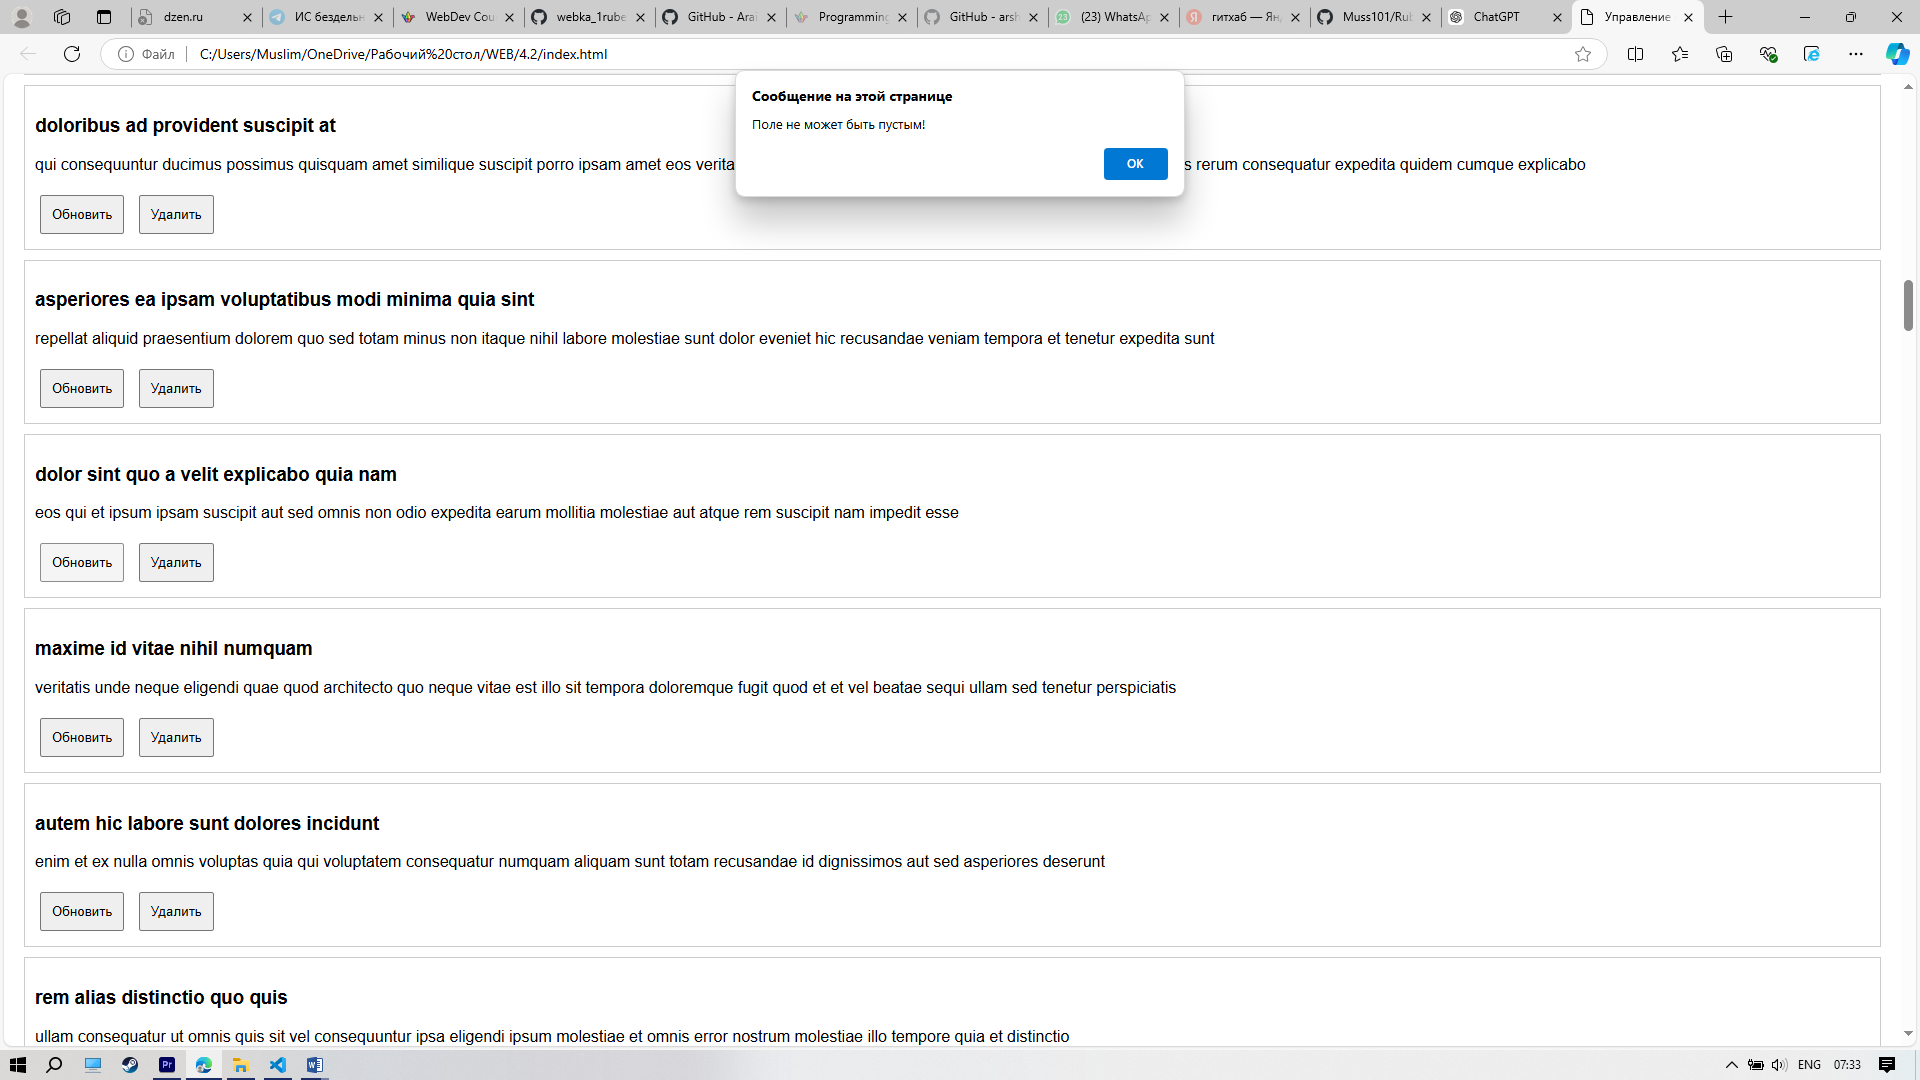 dzen.ru
ИС бездельн
WebDev Cou
webka_1rube
GitHub - Arai
Programming
GitHub - arsh
(23) WhatsAp
гитхаб — Ян
Muss101/Rub
ChatGPT
Управление
Файл
C:/Users/Muslim/OneDrive/Рабочий%20стол/WEB/4.2/index.html
Сообщение на этой странице
Поле не может быть пустым!
OK
doloribus ad provident suscipit at
qui consequuntur ducimus possimus quisquam amet similique suscipit porro ipsam amet eos verita s rerum consequatur expedita quidem cumque explicabo
Обновить Удалить
asperiores ea ipsam voluptatibus modi minima quia sint
repellat aliquid praesentium dolorem quo sed totam minus non itaque nihil labore molestiae sunt dolor eveniet hic recusandae veniam tempora et tenetur expedita sunt
Обновить Удалить
dolor sint quo a velit explicabo quia nam
eos qui et ipsum ipsam suscipit aut sed omnis non odio expedita earum mollitia molestiae aut atque rem suscipit nam impedit esse
Обновить Удалить
maxime id vitae nihil numquam
veritatis unde neque eligendi quae quod architecto quo neque vitae est illo sit tempora doloremque fugit quod et et vel beatae sequi ullam sed tenetur perspiciatis
Обновить Удалить
autem hic labore sunt dolores incidunt
enim et ex nulla omnis voluptas quia qui voluptatem consequatur numquam aliquam sunt totam recusandae id dignissimos aut sed asperiores deserunt
Обновить Удалить
rem alias distinctio quo quis
ullam consequatur ut omnis quis sit vel consequuntur ipsa eligendi ipsum molestiae et omnis error nostrum molestiae illo tempore quia et distinctio
Pr
ENG 07:33